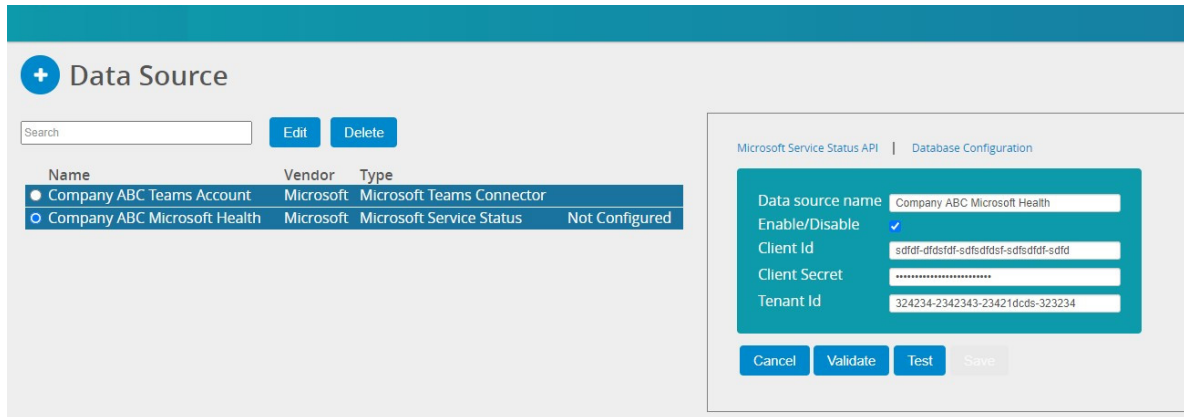 + Data Source
Search
Edit
Delete
Name Vendor Type
Company ABC Teams Account Microsoft Microsoft Teams Connector
Company ABC Microsoft Health Microsoft Microsoft Service Status Not Configured
Microsoft Service Status API | Database Configuration
Data source name Company ABC Microsoft Health
Enable/Disable
Client Id sdfdf-dfdsfdf-sdfsdfdsf-sdfsdfdf-sdfd
Client Secret •••••••••••••••••••••••••
Tenant Id 324234-2342343-23421dcds-323234
Cancel
Validate
Test
Save